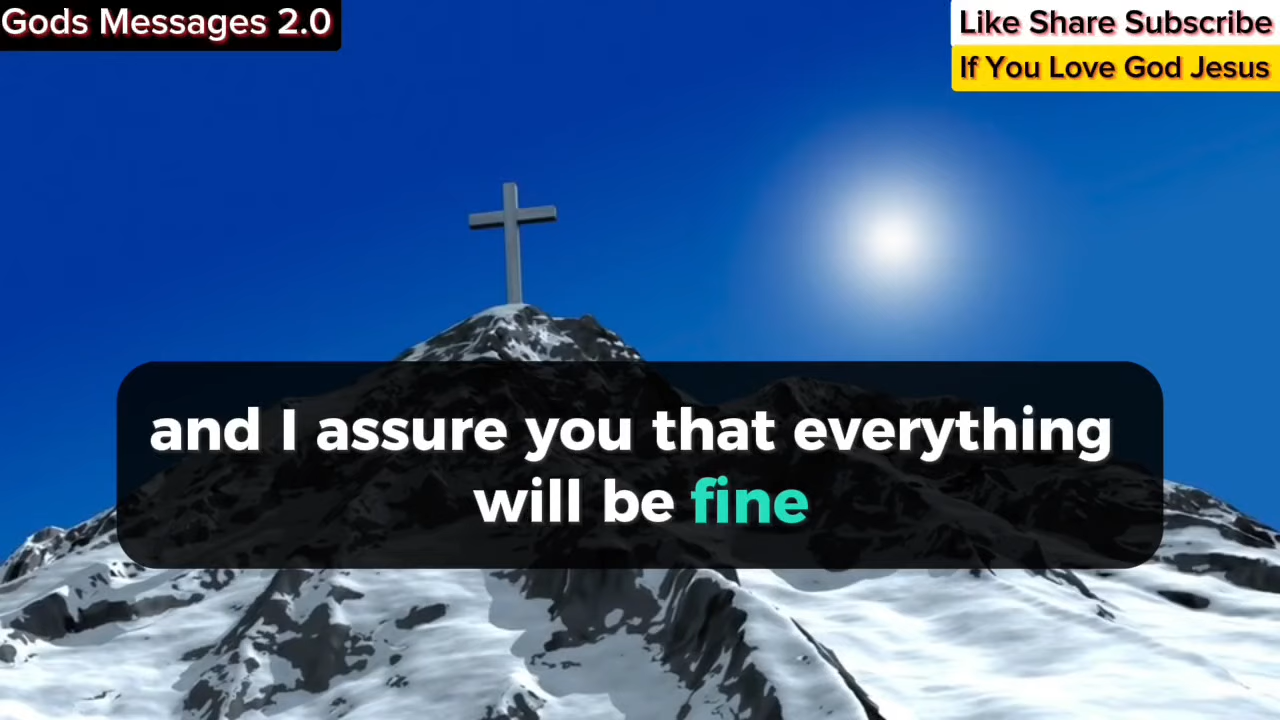 Gods Messages 2.0
Like Share Subscribe
If You Love God Jesus
and I assure you that everything
will be fine